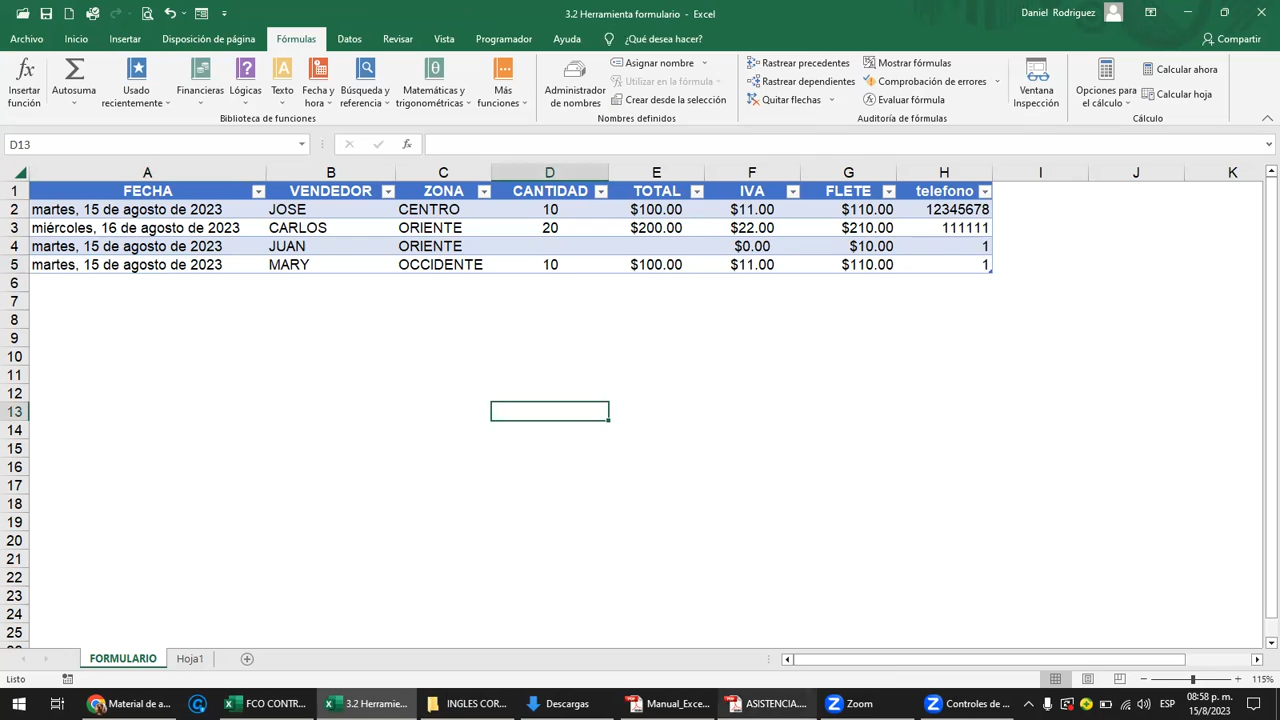 3.2 Herramienta formulario - Excel
Daniel Rodriguez
Archivo Inicio Insertar Disposición de página Fórmulas Datos Revisar Vista Programador Ayuda ¿Qué desea hacer? Compartir
Insertar función
Autosuma
Usado recientemente
Financieras
Lógicas
Texto
Fecha y hora
Búsqueda y referencia
Matemáticas y trigonométricas
Más funciones
Biblioteca de funciones
Administrador de nombres
Asignar nombre
Utilizar en la fórmula
Crear desde la selección
Nombres definidos
Rastrear precedentes
Rastrear dependientes
Quitar flechas
Mostrar fórmulas
Comprobación de errores
Evaluar fórmula
Auditoría de fórmulas
Ventana Inspección
Opciones para el cálculo
Calcular ahora
Calcular hoja
Cálculo
D13 fx
A B C D E F G H I J K
1 FECHA VENDEDOR ZONA CANTIDAD TOTAL IVA FLETE telefono
2 martes, 15 de agosto de 2023 JOSE CENTRO 10 $100.00 $11.00 $110.00 12345678
3 miércoles, 16 de agosto de 2023 CARLOS ORIENTE 20 $200.00 $22.00 $210.00 111111
4 martes, 15 de agosto de 2023 JUAN ORIENTE $0.00 $10.00 1
5 martes, 15 de agosto de 2023 MARY OCCIDENTE 10 $100.00 $11.00 $110.00 1
6
7
8
9
10
11
12
13
14
15
16
17
18
19
20
21
22
23
24
25
FORMULARIO Hoja1
Listo 115%
Material de a... FCO CONTR... 3.2 Herramie... INGLES COR... Descargas Manual_Exce... ASISTENCIA.... Zoom Controles de ... ESP 08:58 p. m.
15/8/2023